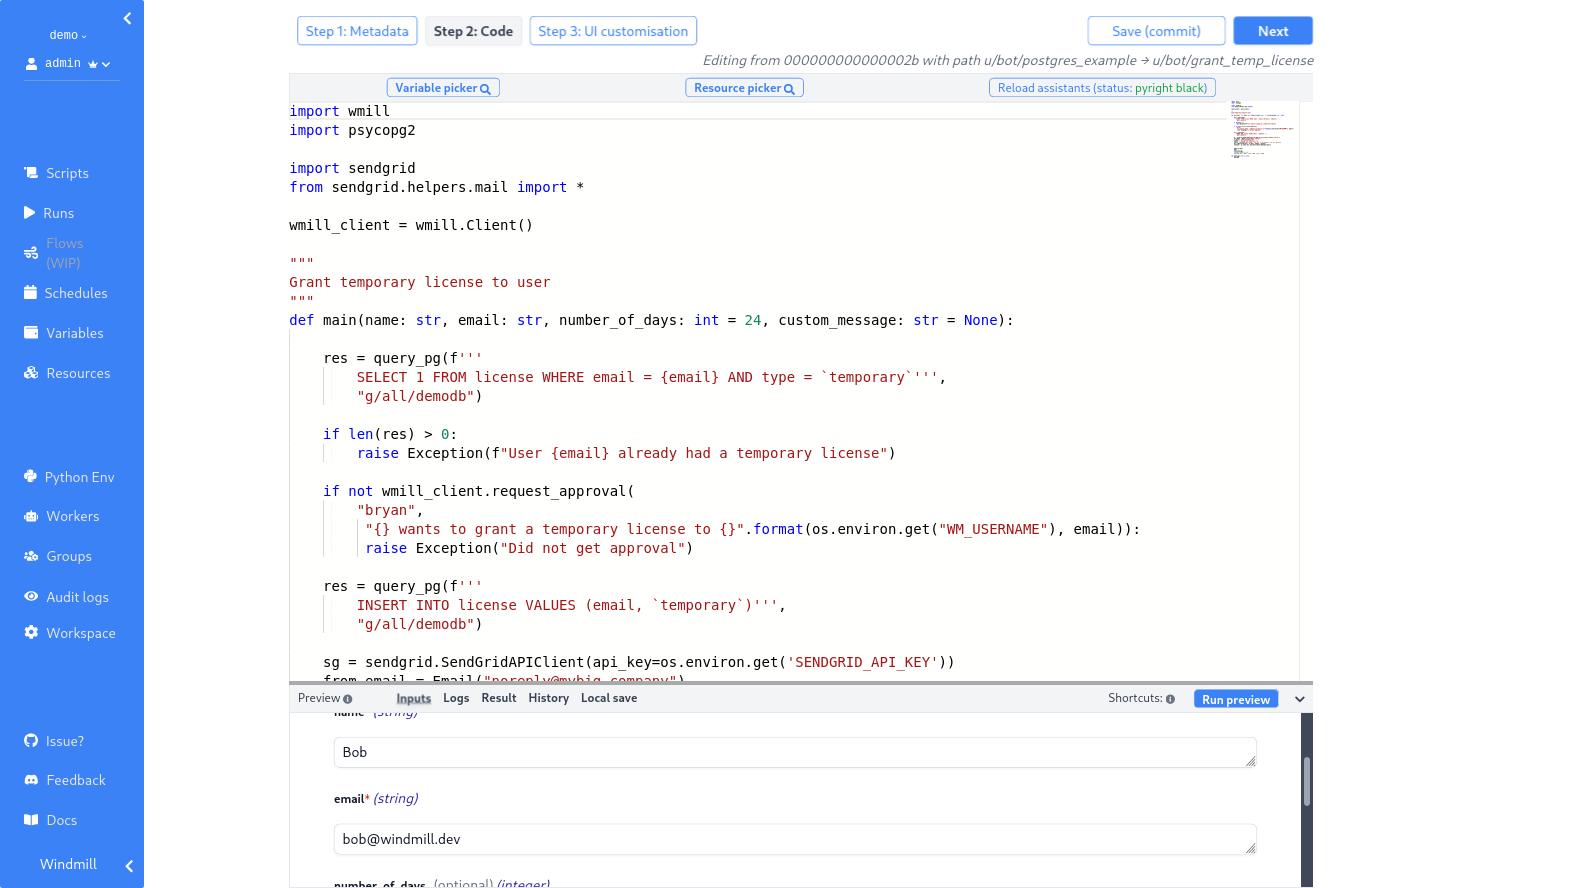 demo
admin
Scripts
Runs
Flows
(WIP)
Schedules
Variables
Resources
Python Env
Workers
Groups
Audit logs
Workspace
Issue?
Feedback
Docs
Windmill
Step 1: Metadata
Step 2: Code
Step 3: UI customisation
Save (commit)
Next
Editing from 000000000000002b with path u/bot/postgres_example → u/bot/grant_temp_license
Variable picker
Resource picker
Reload assistants (status: pyright black)
import wmill
import psycopg2
import sendgrid
from sendgrid.helpers.mail import *
wmill_client = wmill.Client()
"""
Grant temporary license to user
"""
def main(name: str, email: str, number_of_days: int = 24, custom_message: str = None):
res = query_pg(f'''
SELECT 1 FROM license WHERE email = {email} AND type = `temporary`''',
"g/all/demodb")
if len(res) > 0:
raise Exception(f"User {email} already had a temporary license")
if not wmill_client.request_approval(
"bryan",
"{} wants to grant a temporary license to {}".format(os.environ.get("WM_USERNAME"), email)):
raise Exception("Did not get approval")
res = query_pg(f'''
INSERT INTO license VALUES (email, `temporary`)''',
"g/all/demodb")
sg = sendgrid.SendGridAPIClient(api_key=os.environ.get('SENDGRID_API_KEY'))
from_email = Email("noreply@mybig.company")
Preview
Inputs
Logs
Result
History
Local save
Shortcuts:
Run preview
name (string)
Bob
email* (string)
bob@windmill.dev
number_of_days (optional) (integer)